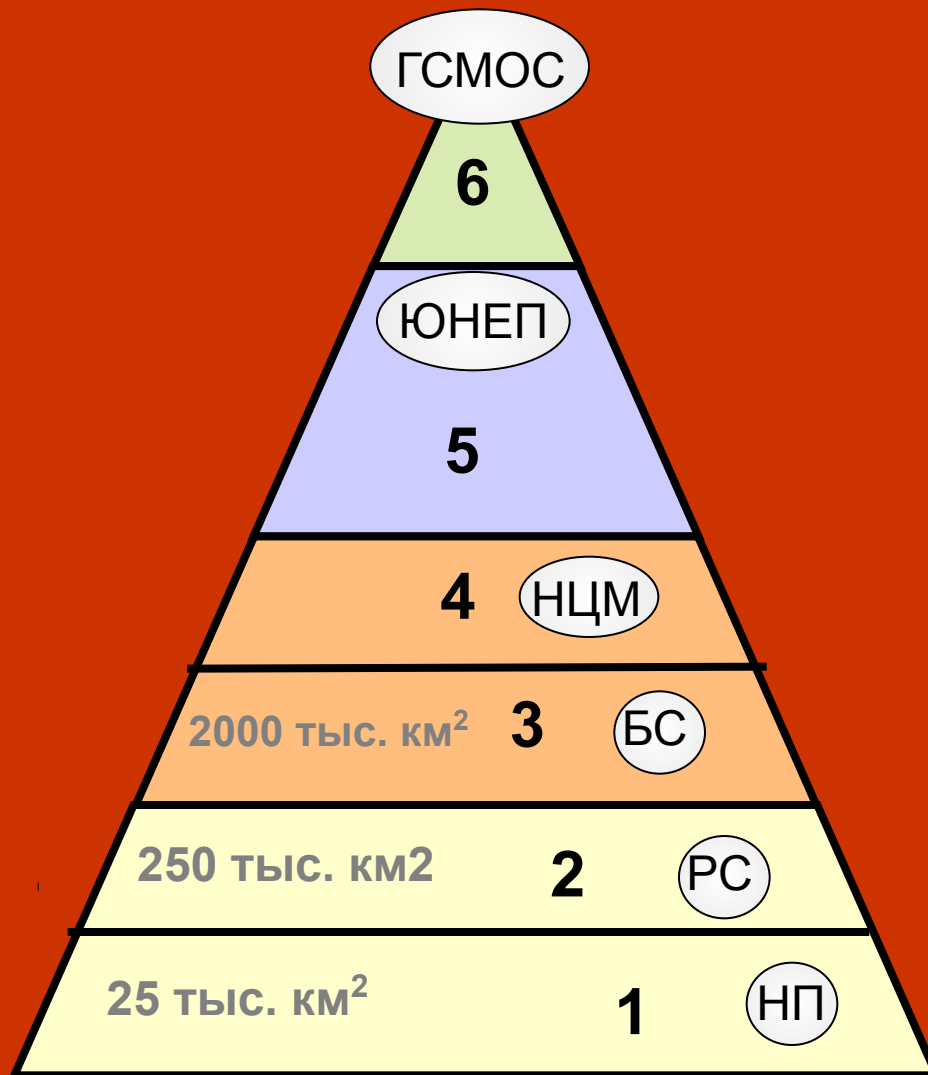 ГСМОС
6
ЮНЕП
5
4 НЦМ
2000 тыс. км² 3 БС
250 тыс. км2 2 РС
25 тыс. км² 1 НП